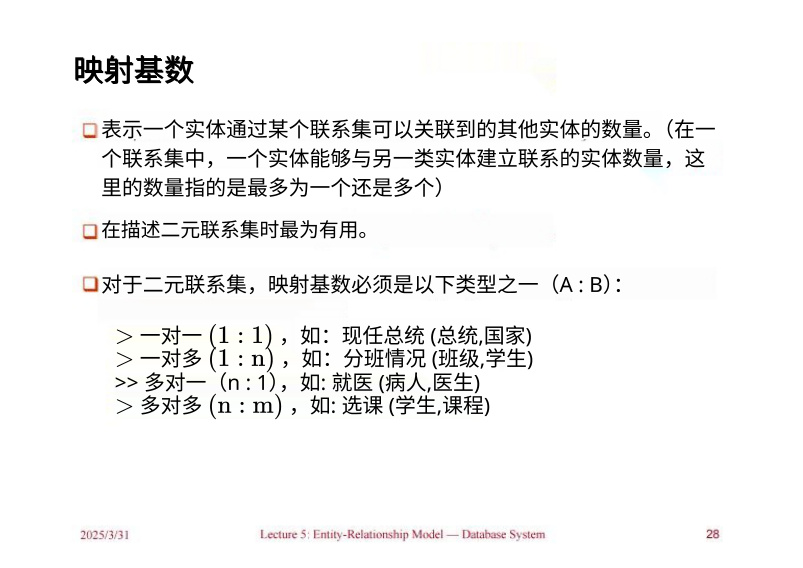 映射基数
表示一个实体通过某个联系集可以关联到的其他实体的数量。（在一
个联系集中，一个实体能够与另一类实体建立联系的实体数量，这
里的数量指的是最多为一个还是多个）
在描述二元联系集时最为有用。
对于二元联系集，映射基数必须是以下类型之一（A : B）：
> 一对一 (1 : 1) ，如：现任总统 (总统,国家)
> 一对多 (1 : n) ，如：分班情况 (班级,学生)
>> 多对一（n : 1），如: 就医 (病人,医生)
> 多对多 (n : m) ，如: 选课 (学生,课程)
2025/3/31
Lecture 5: Entity-Relationship Model — Database System
28